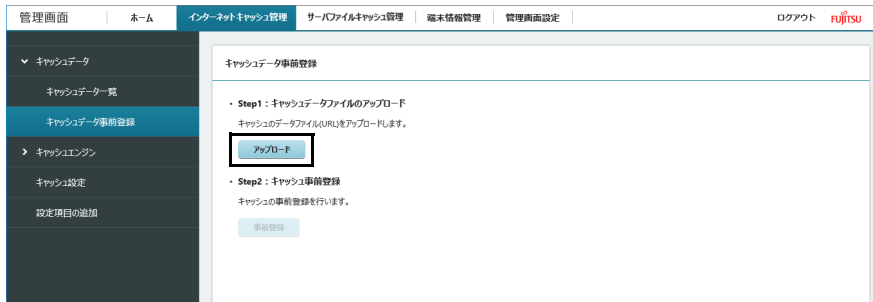 管理画面 ホーム インターネットキャッシュ管理 サーバファイルキャッシュ管理 端末情報管理 管理画面設定 ログアウト FUJITSU
キャッシュデータ
キャッシュデータ一覧
キャッシュデータ事前登録
キャッシュエンジン
キャッシュ設定
設定項目の追加
キャッシュデータ事前登録
・ Step1：キャッシュデータファイルのアップロード
キャッシュのデータファイル(URL)をアップロードします。
アップロード
・ Step2：キャッシュ事前登録
キャッシュの事前登録を行います。
事前登録